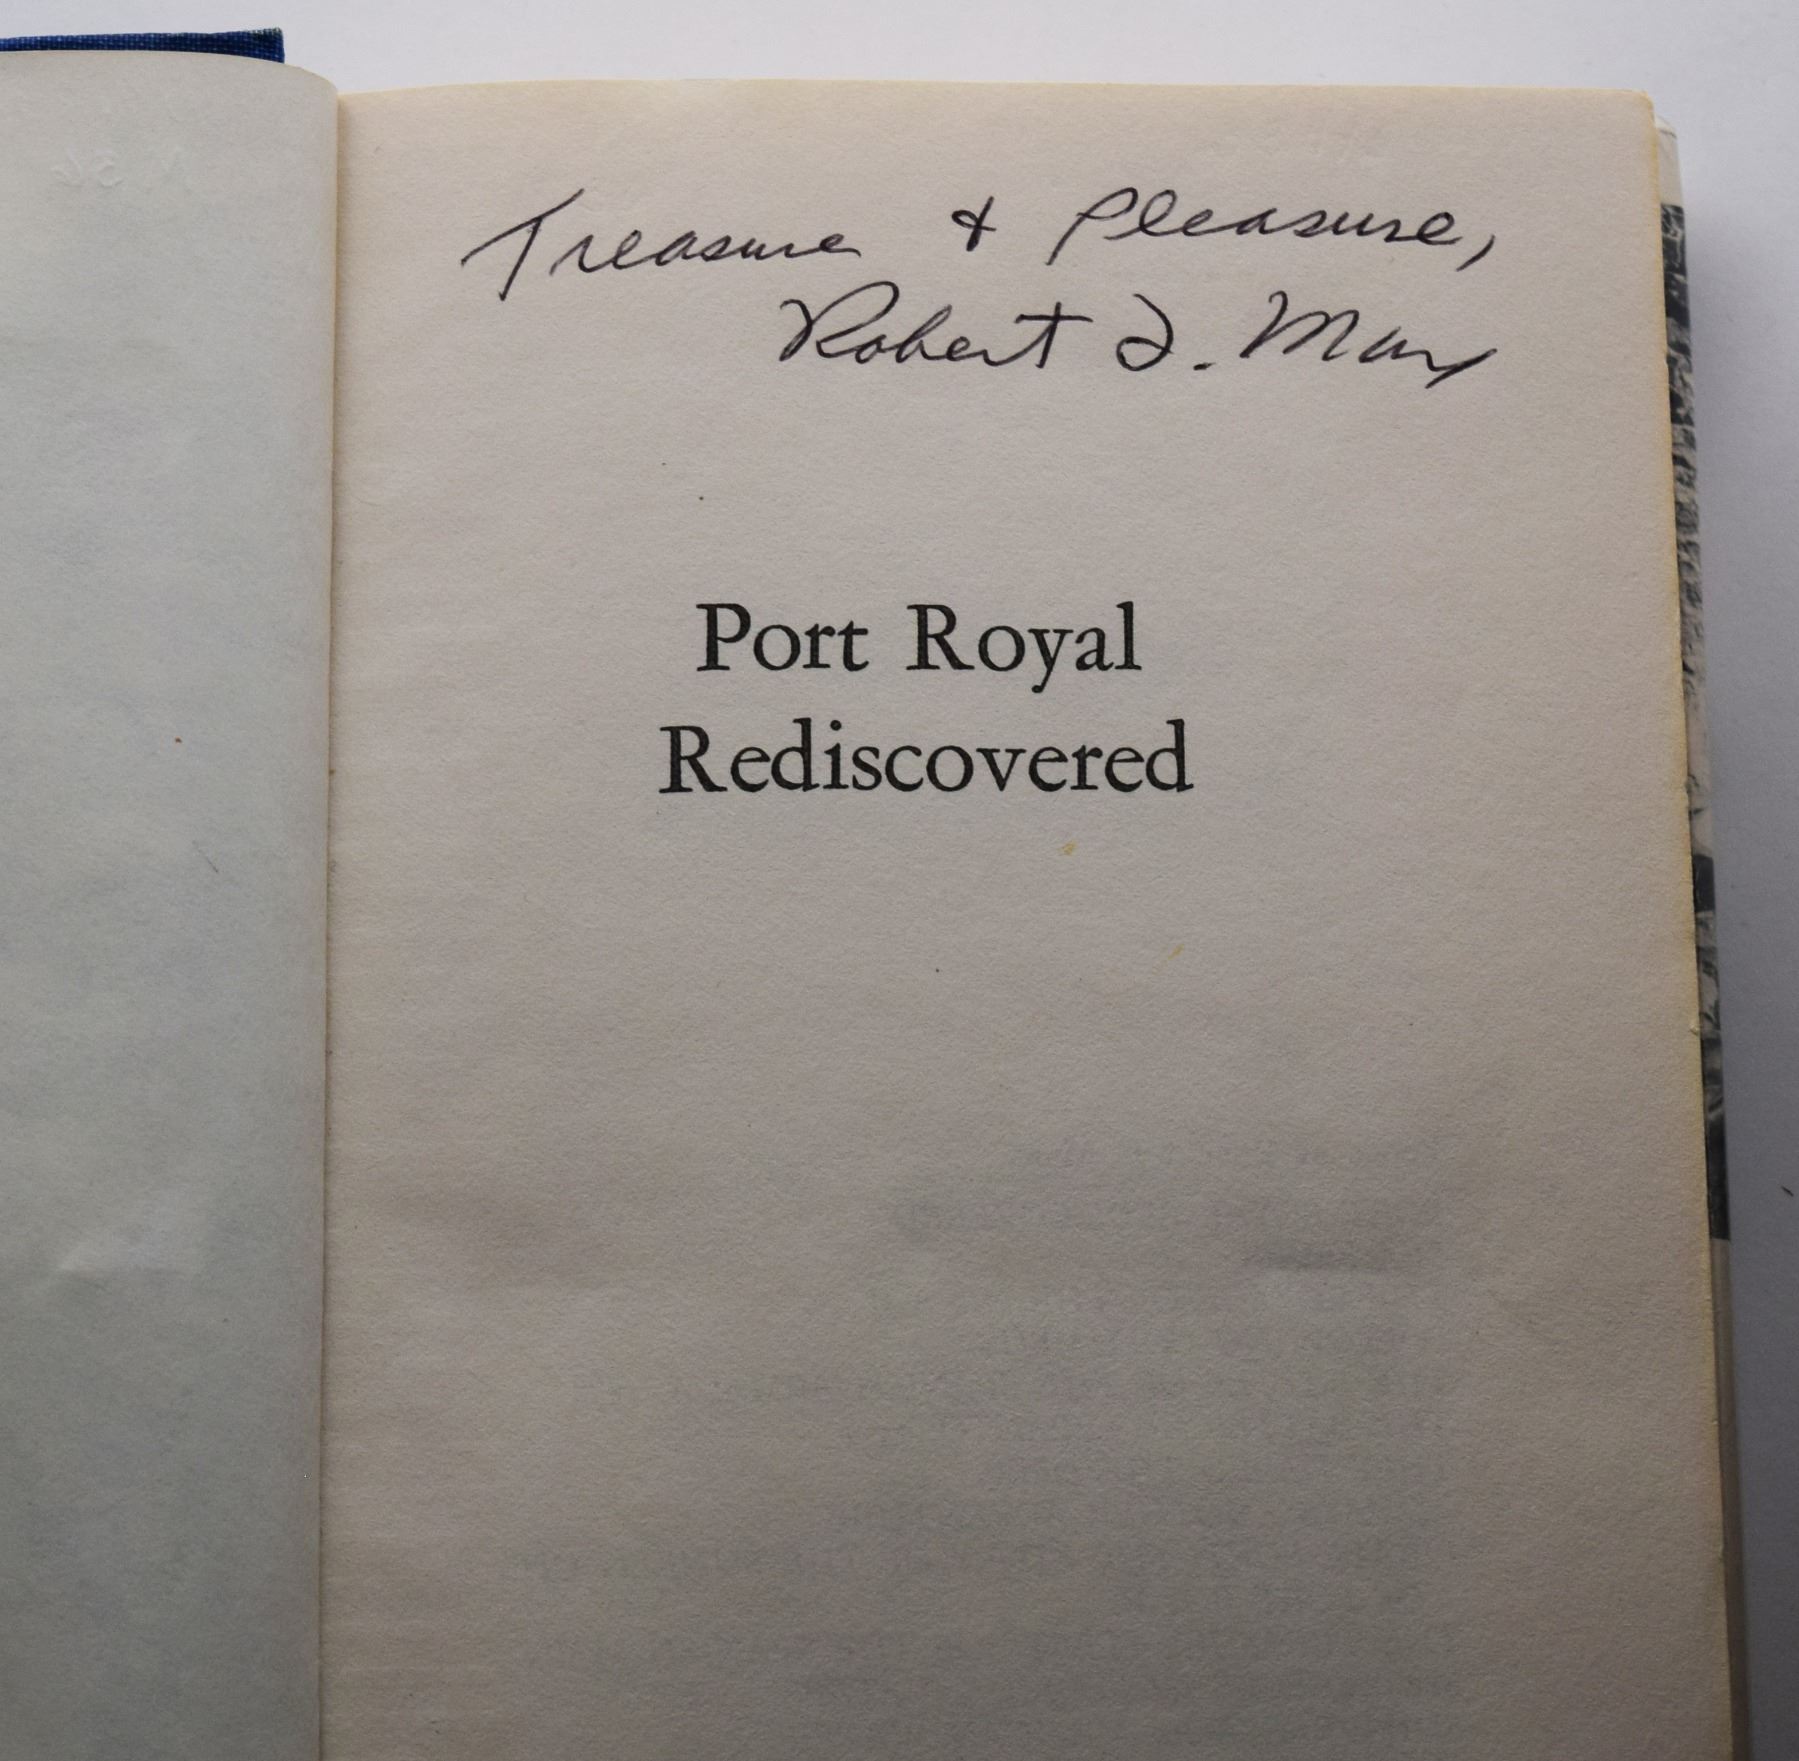 Treasure & Pleasure,
Robert F. Marx
Port Royal
Rediscovered